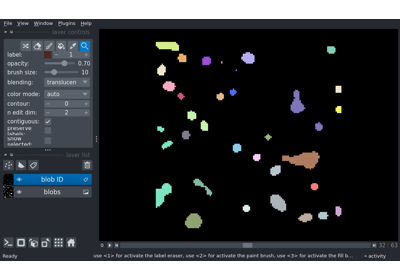 File View Window Plugins Help
layer controls
label: 1
opacity: 0.70
brush size: 10
blending: translucen
color mode: auto
contour: 0
n edit dim: 2
contiguous:
preserve labels:
show selected:
layer list
blob ID
blobs
32 63
Ready use <1> for activate the label eraser, use <2> for activate the paint brush, use <3> for activate the fill b... activity